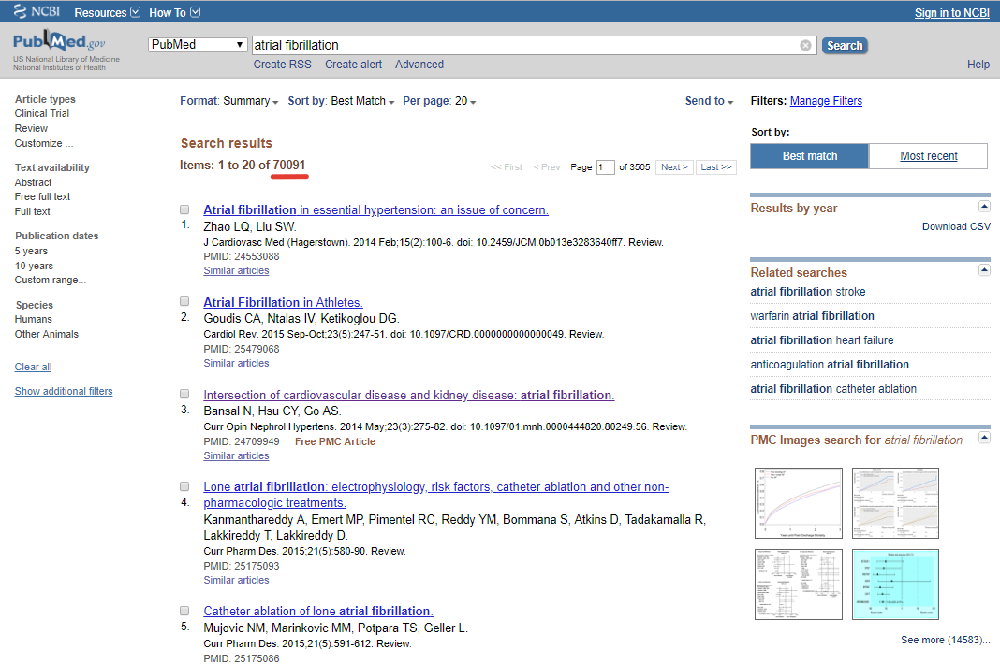 NCBI Resources How To Sign in to NCBI
PubMed.gov
US National Library of Medicine
National Institutes of Health
PubMed atrial fibrillation Search
Create RSS Create alert Advanced Help
Article types
Clinical Trial
Review
Customize ...
Text availability
Abstract
Free full text
Full text
Publication dates
5 years
10 years
Custom range...
Species
Humans
Other Animals
Clear all
Show additional filters
Format: Summary Sort by: Best Match Per page: 20 Send to
Search results
Items: 1 to 20 of 70091
<< First < Prev Page 1 of 3505 Next > Last >>
Atrial fibrillation in essential hypertension: an issue of concern.
1. Zhao LQ, Liu SW.
J Cardiovasc Med (Hagerstown). 2014 Feb;15(2):100-6. doi: 10.2459/JCM.0b013e3283640ff7. Review.
PMID: 24553088
Similar articles
Atrial Fibrillation in Athletes.
2. Goudis CA, Ntalas IV, Ketikoglou DG.
Cardiol Rev. 2015 Sep-Oct;23(5):247-51. doi: 10.1097/CRD.0000000000000049. Review.
PMID: 25479068
Similar articles
Intersection of cardiovascular disease and kidney disease: atrial fibrillation.
3. Bansal N, Hsu CY, Go AS.
Curr Opin Nephrol Hypertens. 2014 May;23(3):275-82. doi: 10.1097/01.mnh.0000444820.80249.56. Review.
PMID: 24709949 Free PMC Article
Similar articles
Lone atrial fibrillation: electrophysiology, risk factors, catheter ablation and other non-
4. pharmacologic treatments.
Kanmanthareddy A, Emert MP, Pimentel RC, Reddy YM, Bommana S, Atkins D, Tadakamalla R,
Lakkireddy T, Lakkireddy D.
Curr Pharm Des. 2015;21(5):580-90. Review.
PMID: 25175093
Similar articles
Catheter ablation of lone atrial fibrillation.
5. Mujovic NM, Marinkovic MM, Potpara TS, Geller L.
Curr Pharm Des. 2015;21(5):591-612. Review.
PMID: 25175086
Filters: Manage Filters
Sort by:
Best match Most recent
Results by year
Download CSV
Related searches
atrial fibrillation stroke
warfarin atrial fibrillation
atrial fibrillation heart failure
anticoagulation atrial fibrillation
atrial fibrillation catheter ablation
PMC Images search for atrial fibrillation
See more (14583)...